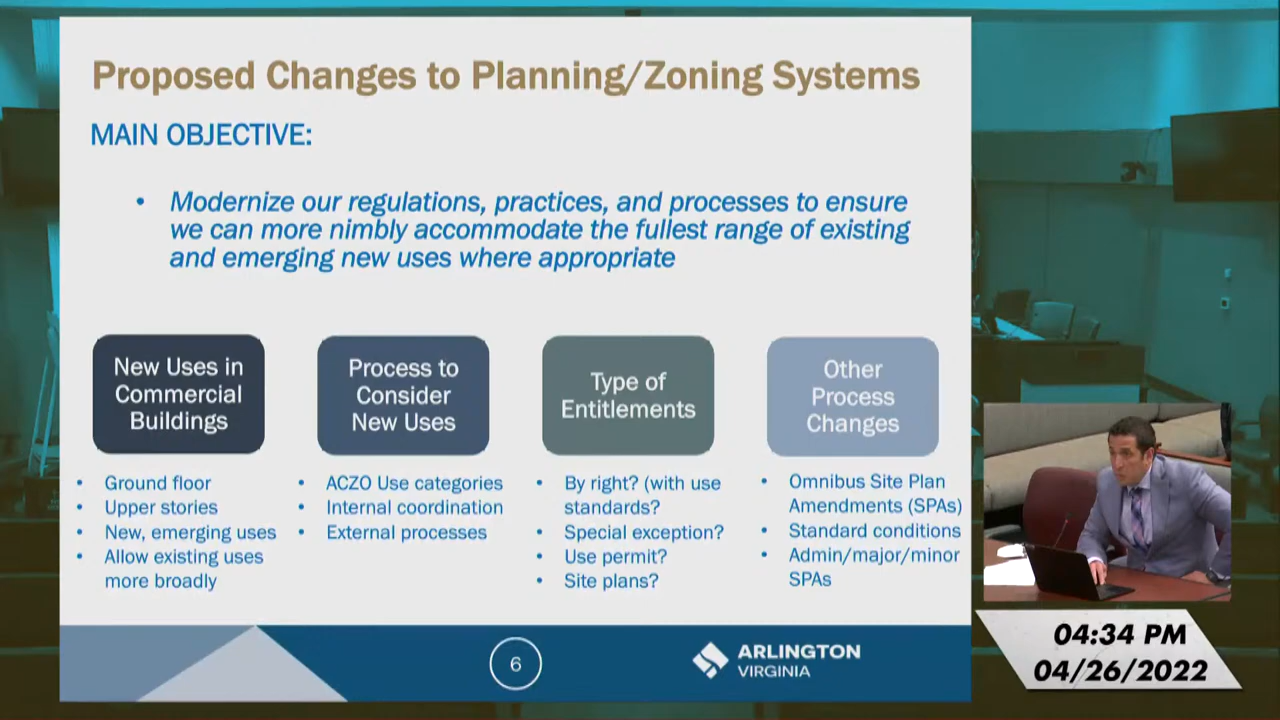 Proposed Changes to Planning/Zoning Systems
MAIN OBJECTIVE:
• Modernize our regulations, practices, and processes to ensure
we can more nimbly accommodate the fullest range of existing
and emerging new uses where appropriate
New Uses in
Commercial
Buildings
• Ground floor
• Upper stories
• New, emerging uses
• Allow existing uses
more broadly
Process to
Consider
New Uses
• ACZO Use categories
• Internal coordination
• External processes
Type of
Entitlements
• By right? (with use
standards?
• Special exception?
• Use permit?
• Site plans?
Other
Process
Changes
• Omnibus Site Plan
Amendments (SPAs)
• Standard conditions
• Admin/major/minor
SPAs
6
ARLINGTON
VIRGINIA
04:34 PM
04/26/2022